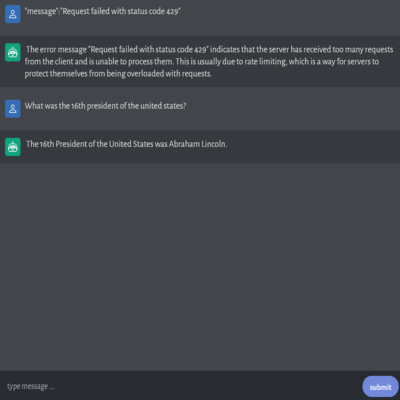 "message":"Request failed with status code 429"
The error message "Request failed with status code 429" indicates that the server has received too many requests
from the client and is unable to process them. This is usually due to rate limiting, which is a way for servers to
protect themselves from being overloaded with requests.
What was the 16th president of the united states?
The 16th President of the United States was Abraham Lincoln.
type message ...
submit